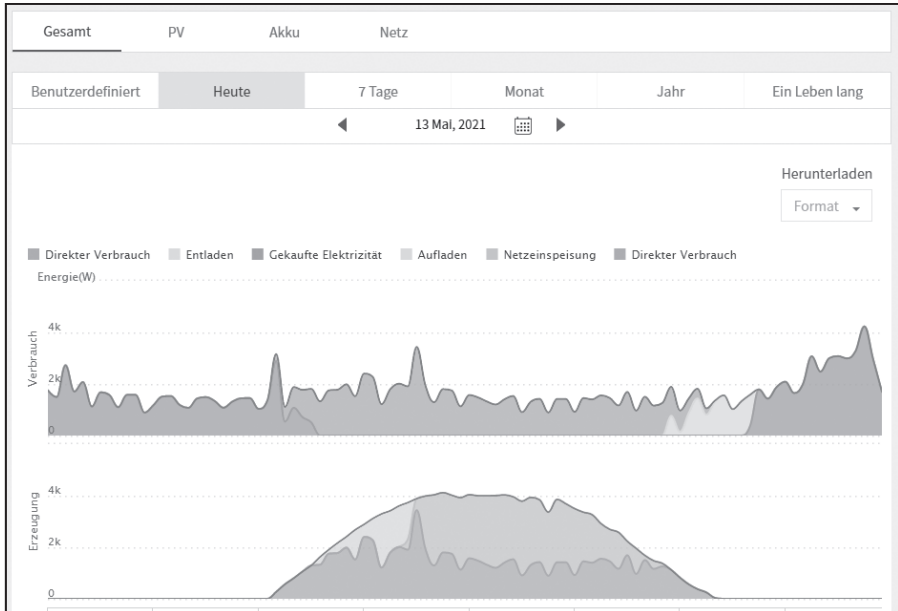 Gesamt PV Akku Netz
Benutzerdefiniert Heute 7 Tage Monat Jahr Ein Leben lang
13 Mai, 2021
Herunterladen
Format
Direkter Verbrauch Entladen Gekaufte Elektrizität Aufladen Netzeinspeisung Direkter Verbrauch
Energie(W)
Verbrauch
4k
2k
0
Erzeugung
4k
2k
0